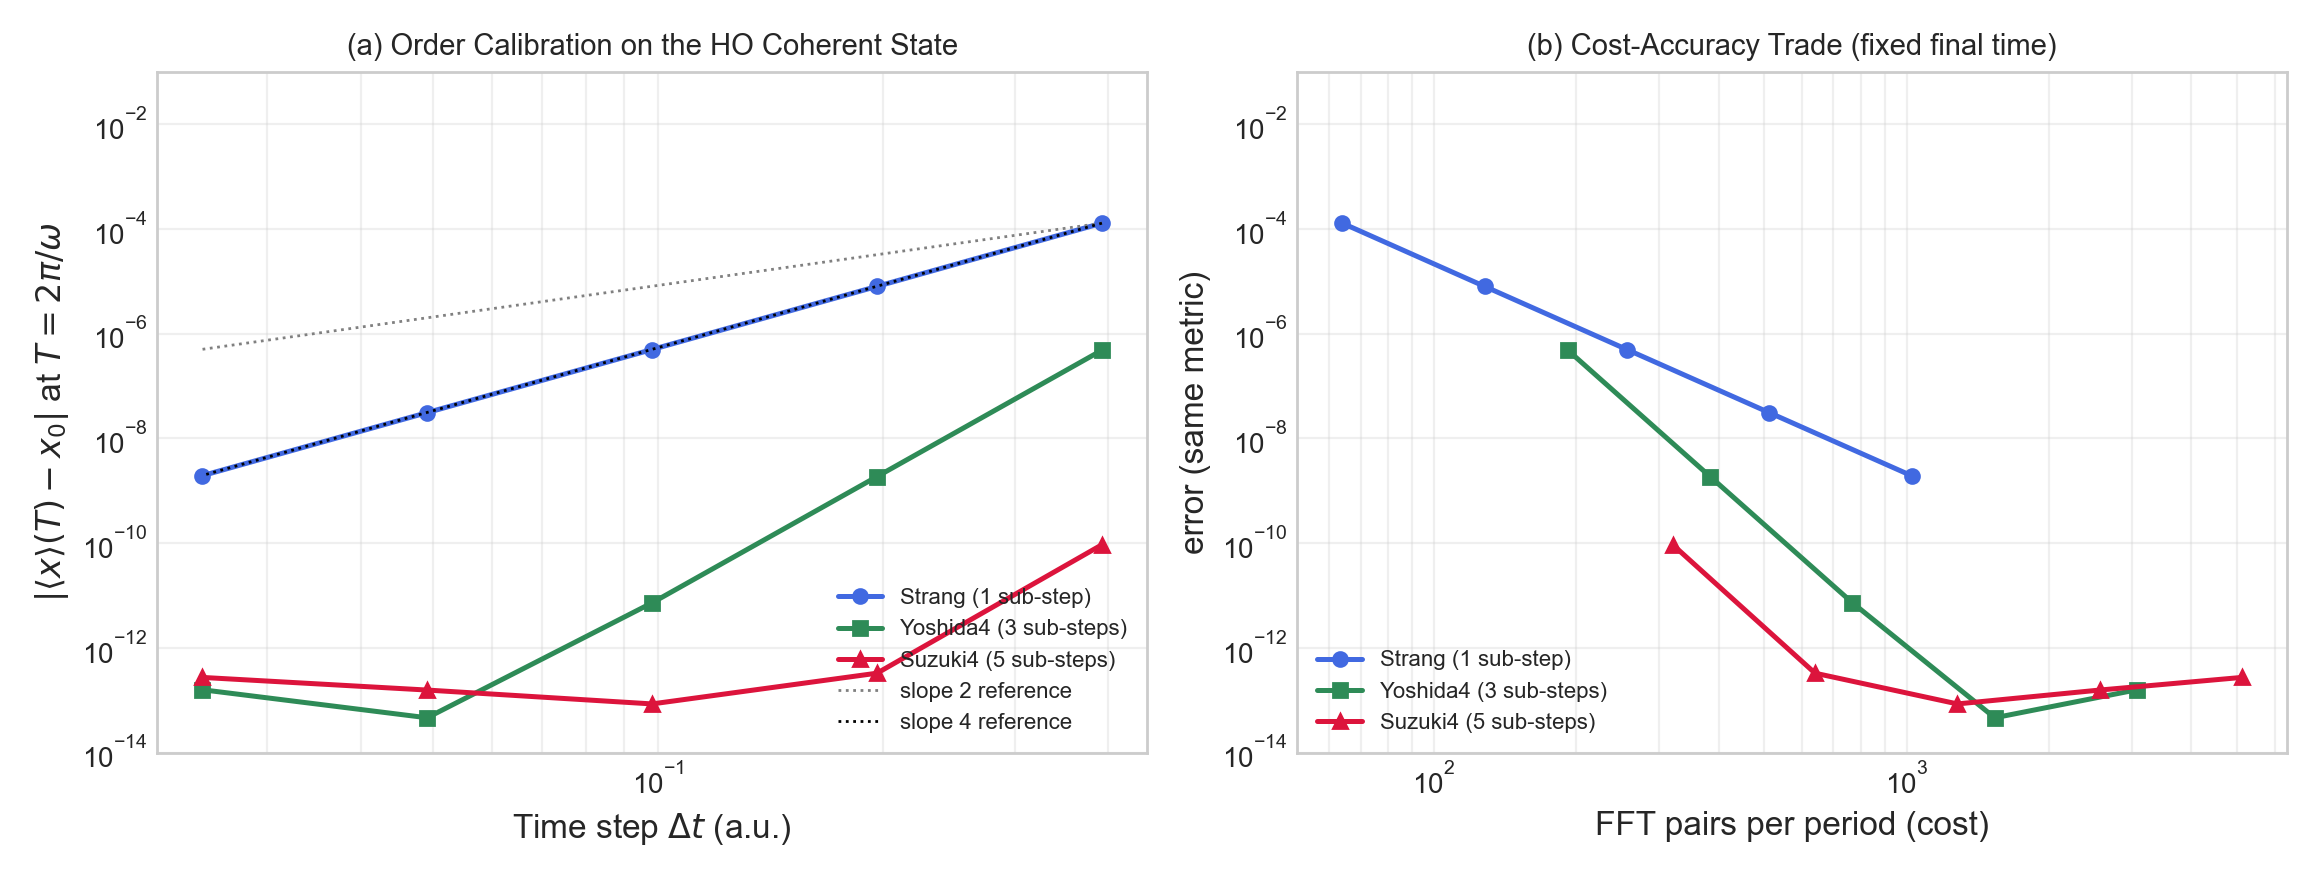 (a) Order Calibration on the HO Coherent State
|⟨x⟩(T) − x₀| at T = 2π/ω
10⁻²
10⁻⁴
10⁻⁶
10⁻⁸
10⁻¹⁰
10⁻¹²
10⁻¹⁴
Strang (1 sub-step)
Yoshida4 (3 sub-steps)
Suzuki4 (5 sub-steps)
slope 2 reference
slope 4 reference
10⁻¹
Time step Δt (a.u.)
(b) Cost-Accuracy Trade (fixed final time)
error (same metric)
10⁻²
10⁻⁴
10⁻⁶
10⁻⁸
10⁻¹⁰
10⁻¹²
10⁻¹⁴
Strang (1 sub-step)
Yoshida4 (3 sub-steps)
Suzuki4 (5 sub-steps)
10²
10³
FFT pairs per period (cost)